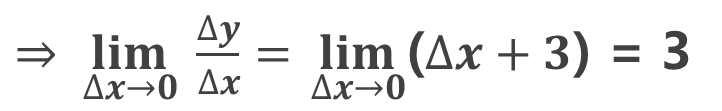 ⇒ lim_{Δx→0} Δy/Δx = lim_{Δx→0} (Δx + 3) = 3